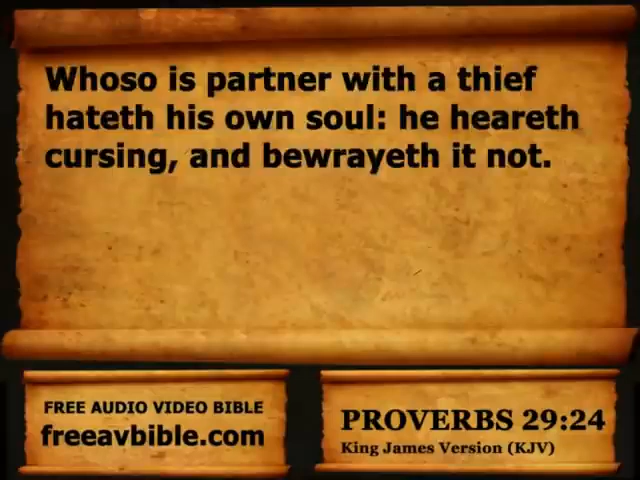 Whoso is partner with a thief
hateth his own soul: he heareth
cursing, and bewrayeth it not.
FREE AUDIO VIDEO BIBLE
freeavbible.com
PROVERBS 29:24
King James Version (KJV)